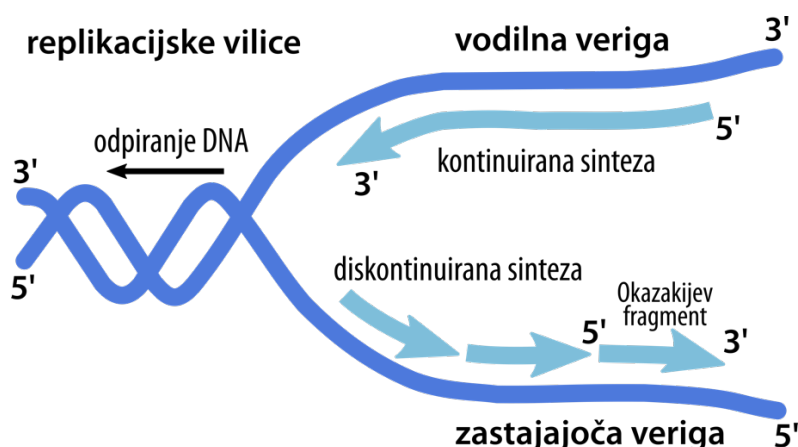 replikacijske vilice
vodilna veriga
3'
odpiranje DNA
5'
3'
kontinuirana sinteza
3'
5'
diskontinuirana sinteza
Okazakijev
fragment
5'
3'
zastajajoča veriga
5'